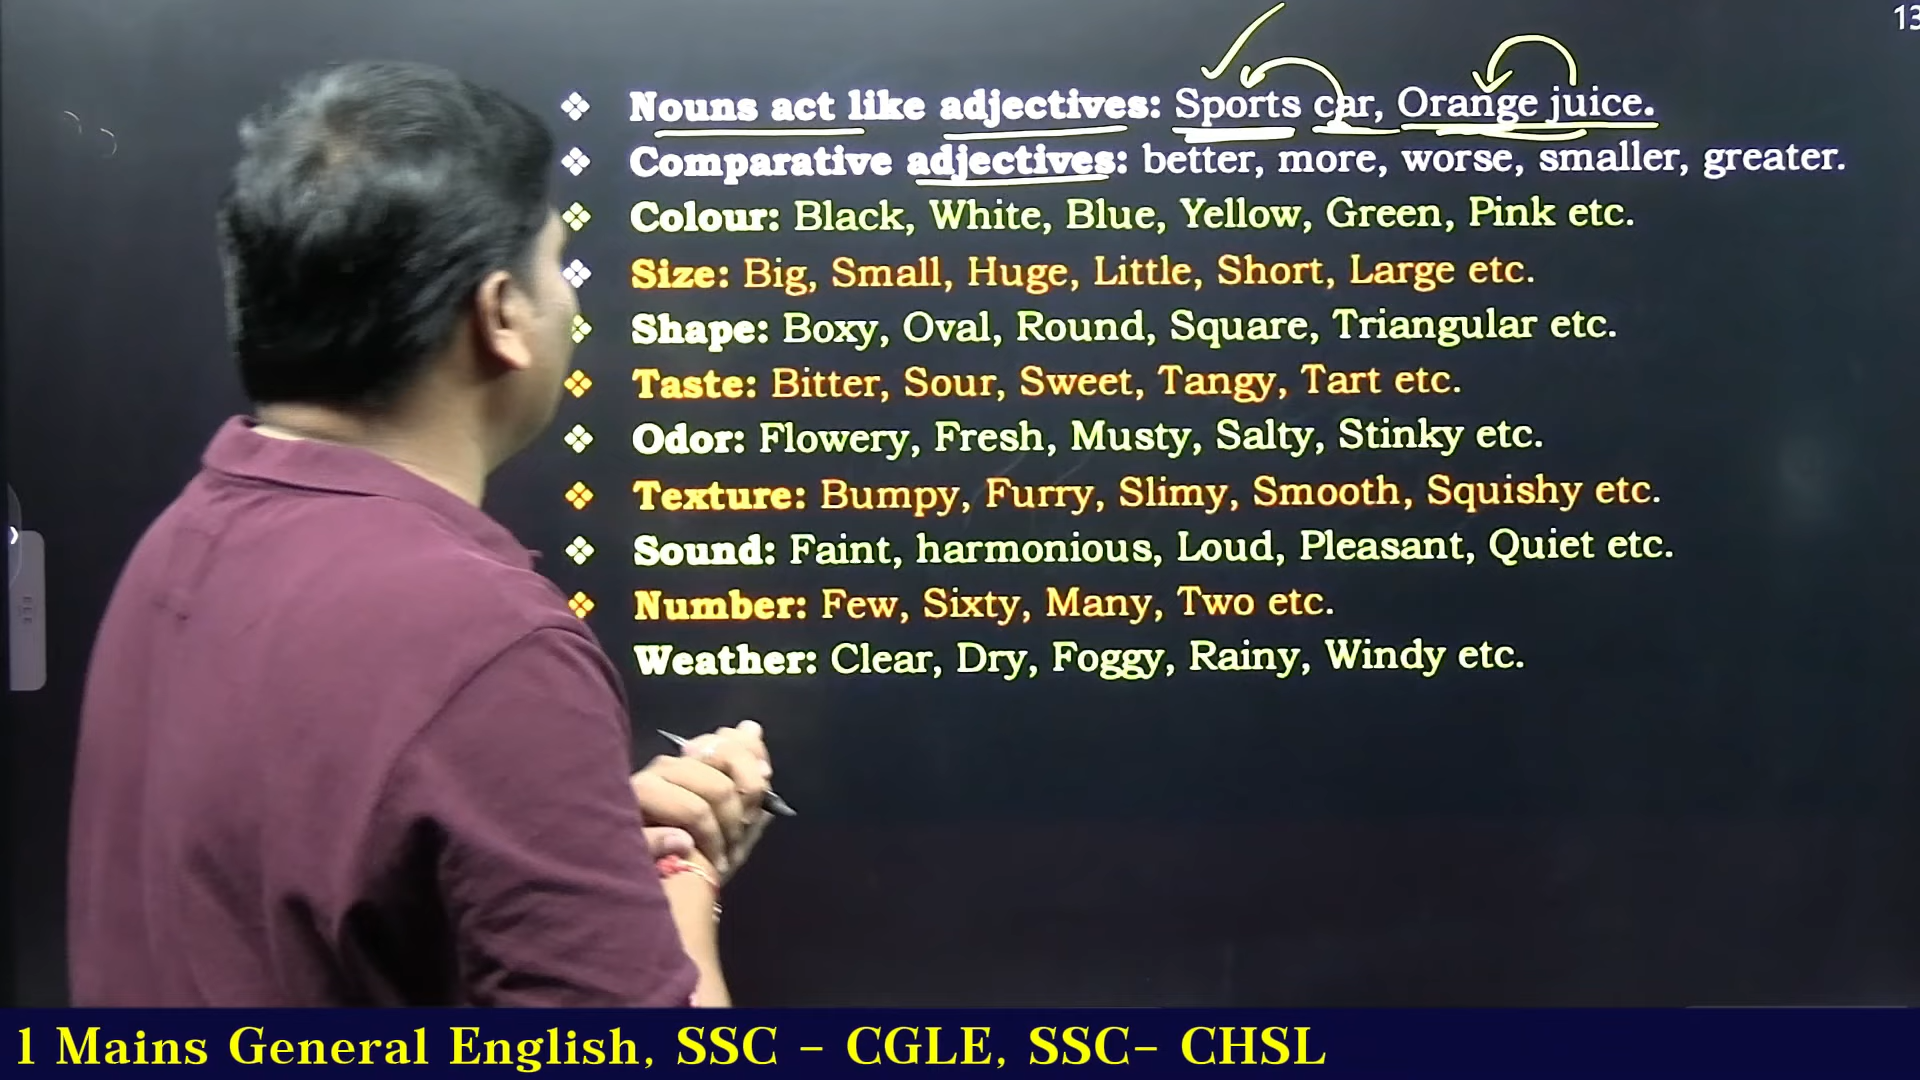 13
❖ Nouns act like adjectives: Sports car, Orange juice.
❖ Comparative adjectives: better, more, worse, smaller, greater.
❖ Colour: Black, White, Blue, Yellow, Green, Pink etc.
❖ Size: Big, Small, Huge, Little, Short, Large etc.
❖ Shape: Boxy, Oval, Round, Square, Triangular etc.
❖ Taste: Bitter, Sour, Sweet, Tangy, Tart etc.
❖ Odor: Flowery, Fresh, Musty, Salty, Stinky etc.
❖ Texture: Bumpy, Furry, Slimy, Smooth, Squishy etc.
❖ Sound: Faint, harmonious, Loud, Pleasant, Quiet etc.
❖ Number: Few, Sixty, Many, Two etc.
Weather: Clear, Dry, Foggy, Rainy, Windy etc.
1 Mains General English, SSC - CGLE, SSC- CHSL